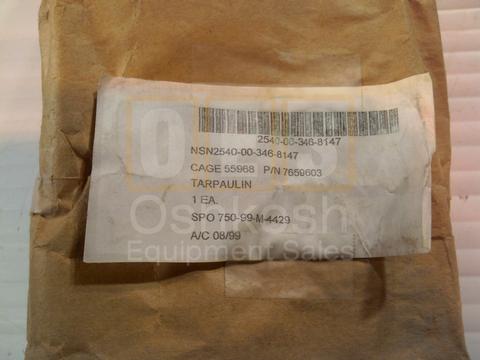 2540-00-346-8147
NSN2540-00-346-8147
CAGE 55968 P/N 7659603
TARPAULIN
1 EA.
SPO 750-99-M-4429
A/C 08/99
OES
Oshkosh
Equipment Sales